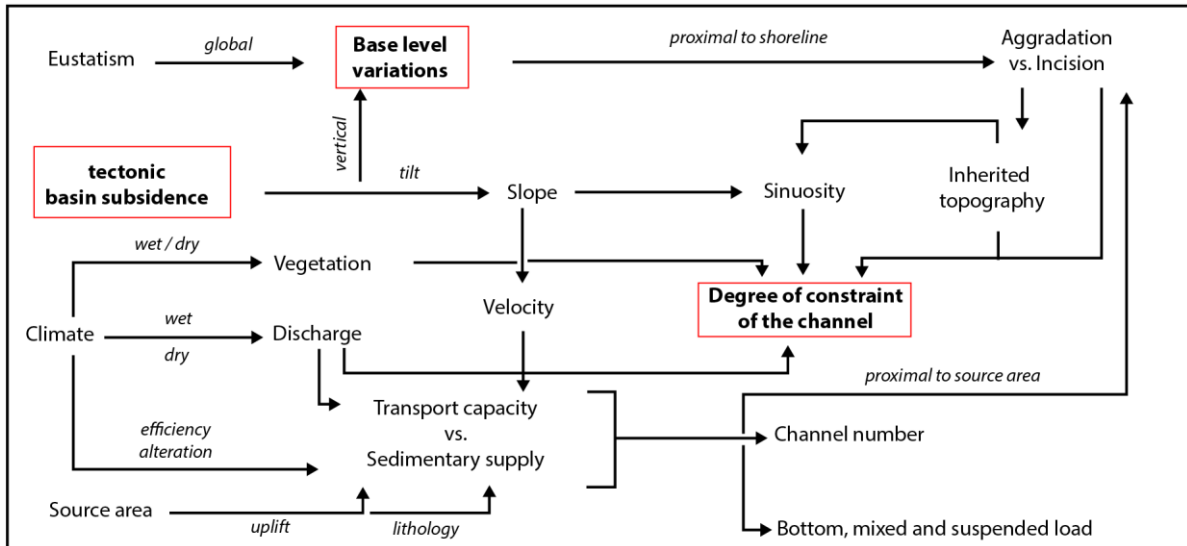 global
Base level
variations
proximal to shoreline
Aggradation
vs. Incision
Eustatism
vertical
tectonic
basin subsidence
tilt
Slope
Sinuosity
Inherited
topography
wet / dry
Vegetation
Velocity
Degree of constraint
of the channel
Climate
wet
dry
Discharge
proximal to source area
efficiency
alteration
Transport capacity
vs.
Sedimentary supply
Channel number
Source area
uplift
lithology
Bottom, mixed and suspended load